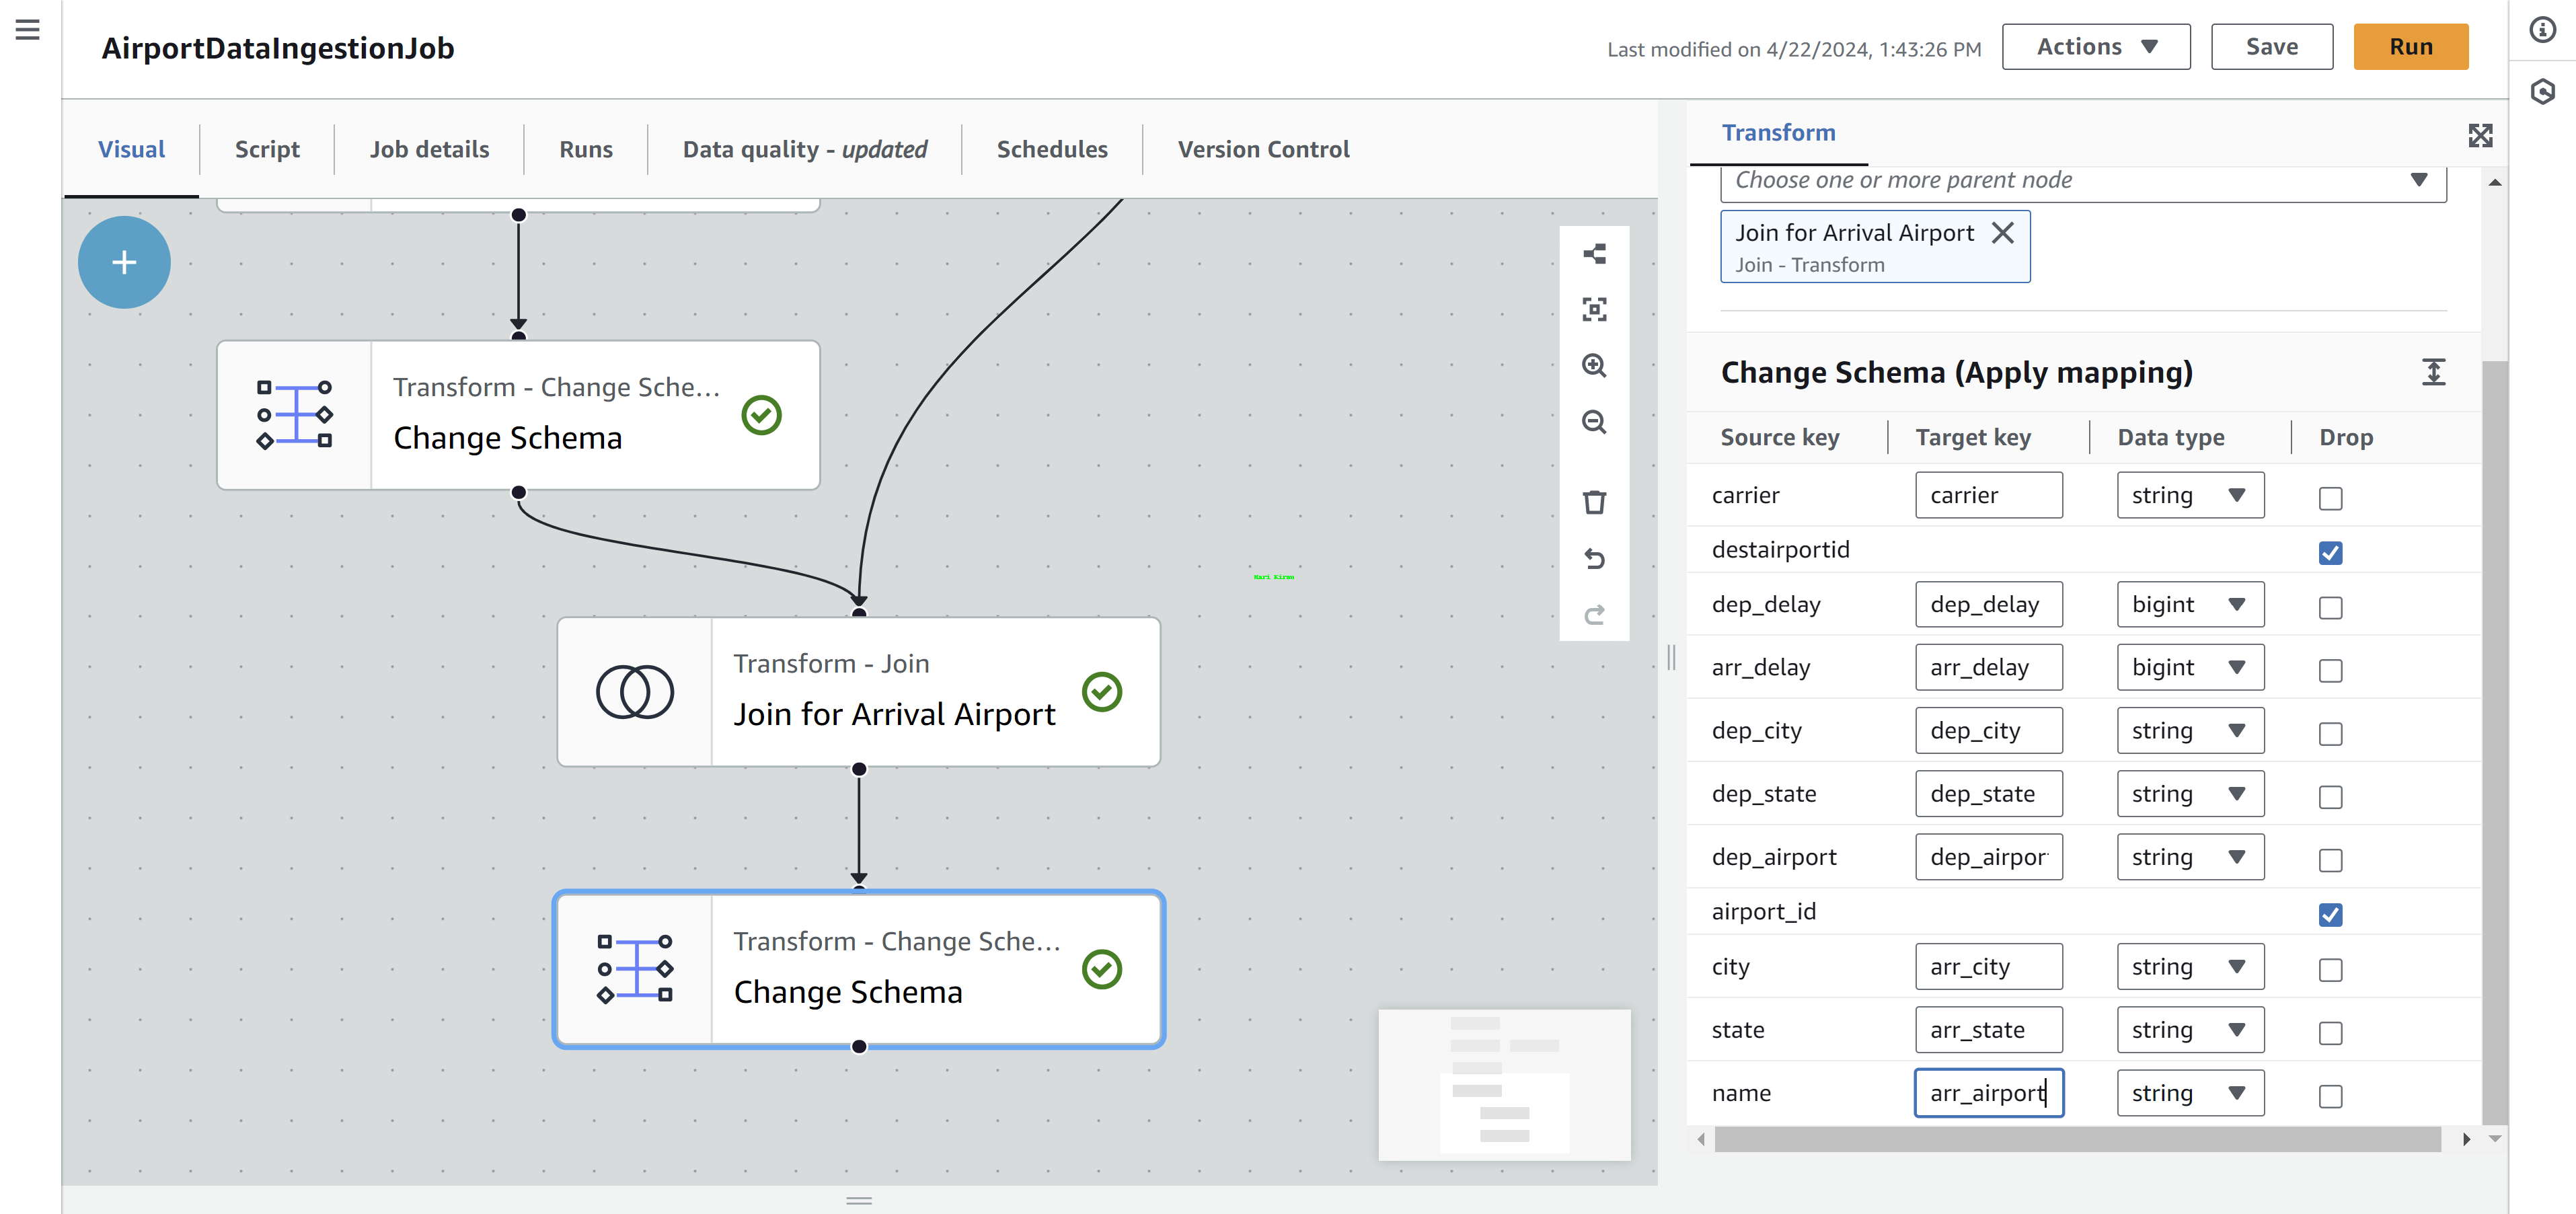 AirportDataIngestionJob
Last modified on 4/22/2024, 1:43:26 PM
Actions
Save
Run
Visual
Script
Job details
Runs
Data quality - updated
Schedules
Version Control
Transform - Change Sche...
Change Schema
Transform - Join
Join for Arrival Airport
Transform - Change Sche...
Change Schema
Hari Kiran
Transform
Choose one or more parent node
Join for Arrival Airport
Join - Transform
Change Schema (Apply mapping)
Source key Target key Data type Drop
carrier carrier string
destairportid
dep_delay dep_delay bigint
arr_delay arr_delay bigint
dep_city dep_city string
dep_state dep_state string
dep_airport dep_airpor string
airport_id
city arr_city string
state arr_state string
name arr_airport string